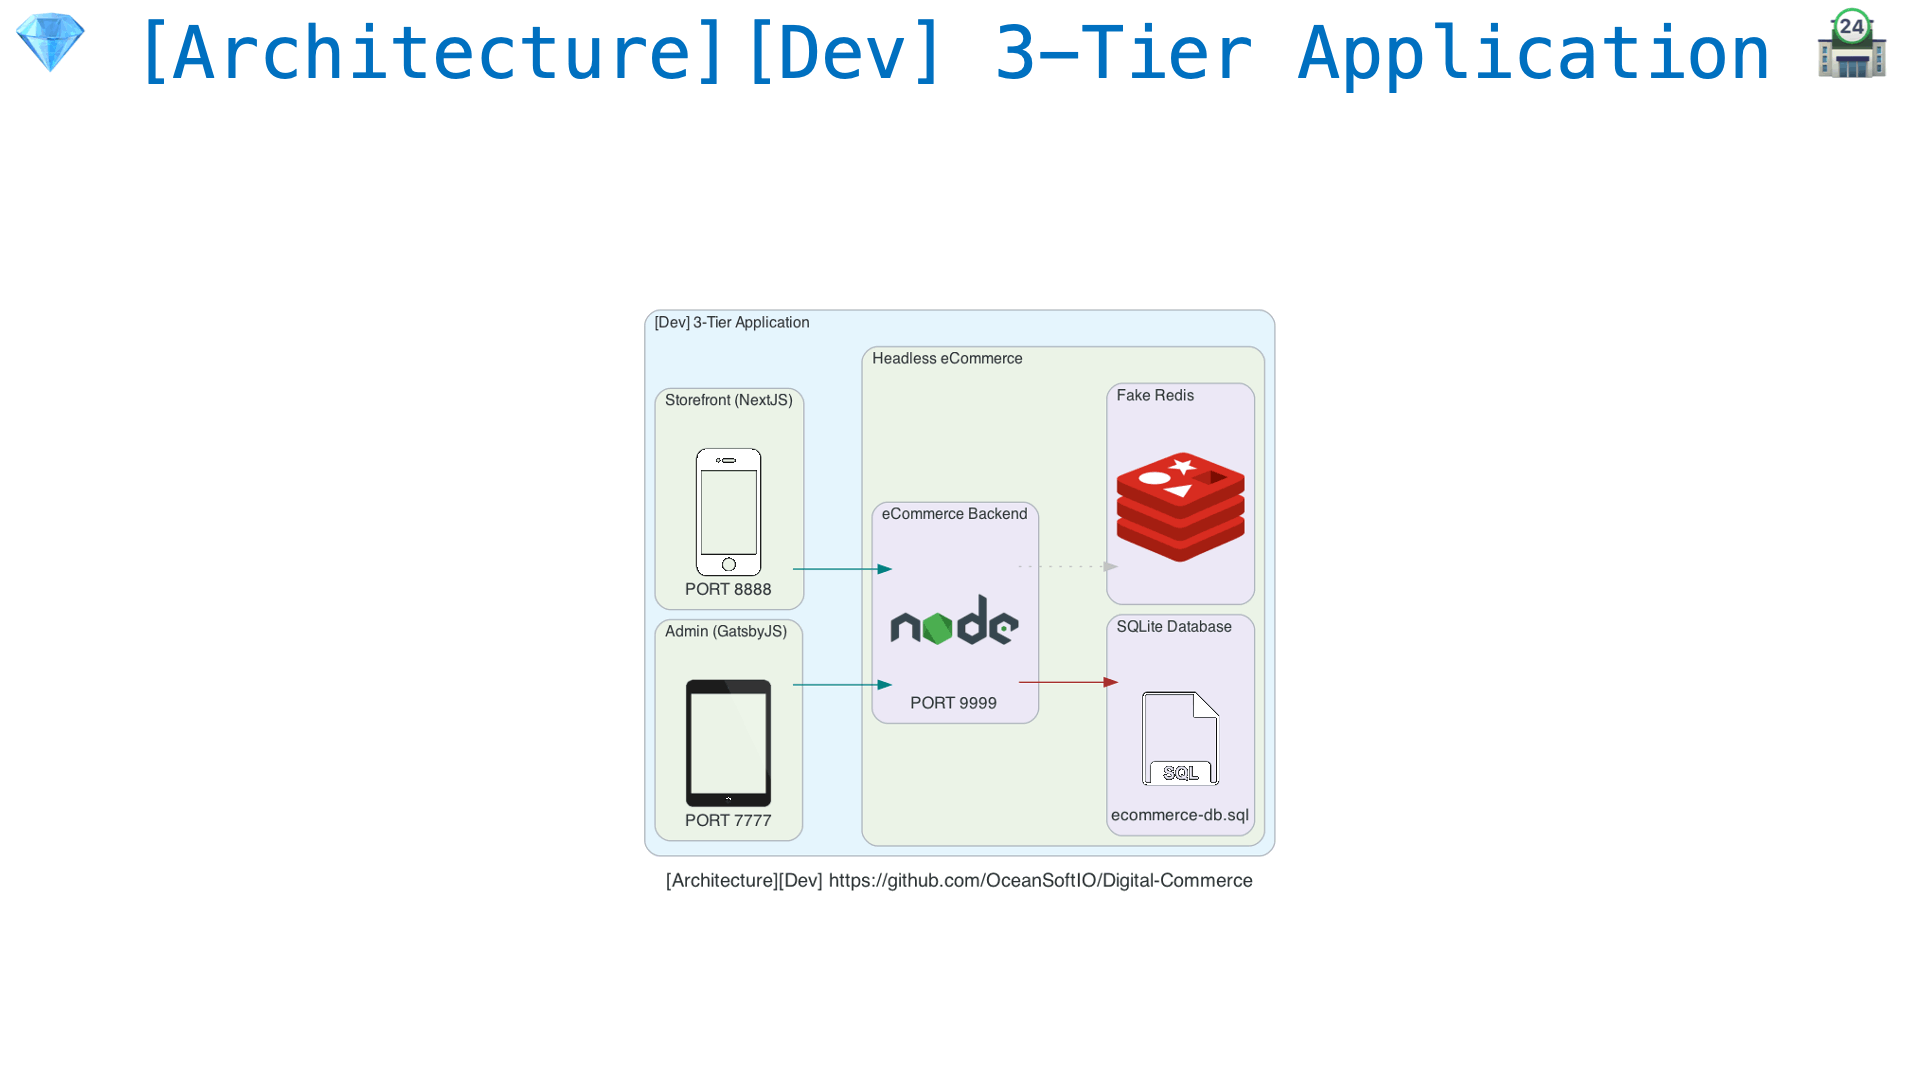 [Architecture][Dev] 3-Tier Application
24
[Dev] 3-Tier Application
Headless eCommerce
Storefront (NextJS)
PORT 8888
Admin (GatsbyJS)
PORT 7777
eCommerce Backend
node
PORT 9999
Fake Redis
SQLite Database
SQL
ecommerce-db.sql
[Architecture][Dev] https://github.com/OceanSoftIO/Digital-Commerce